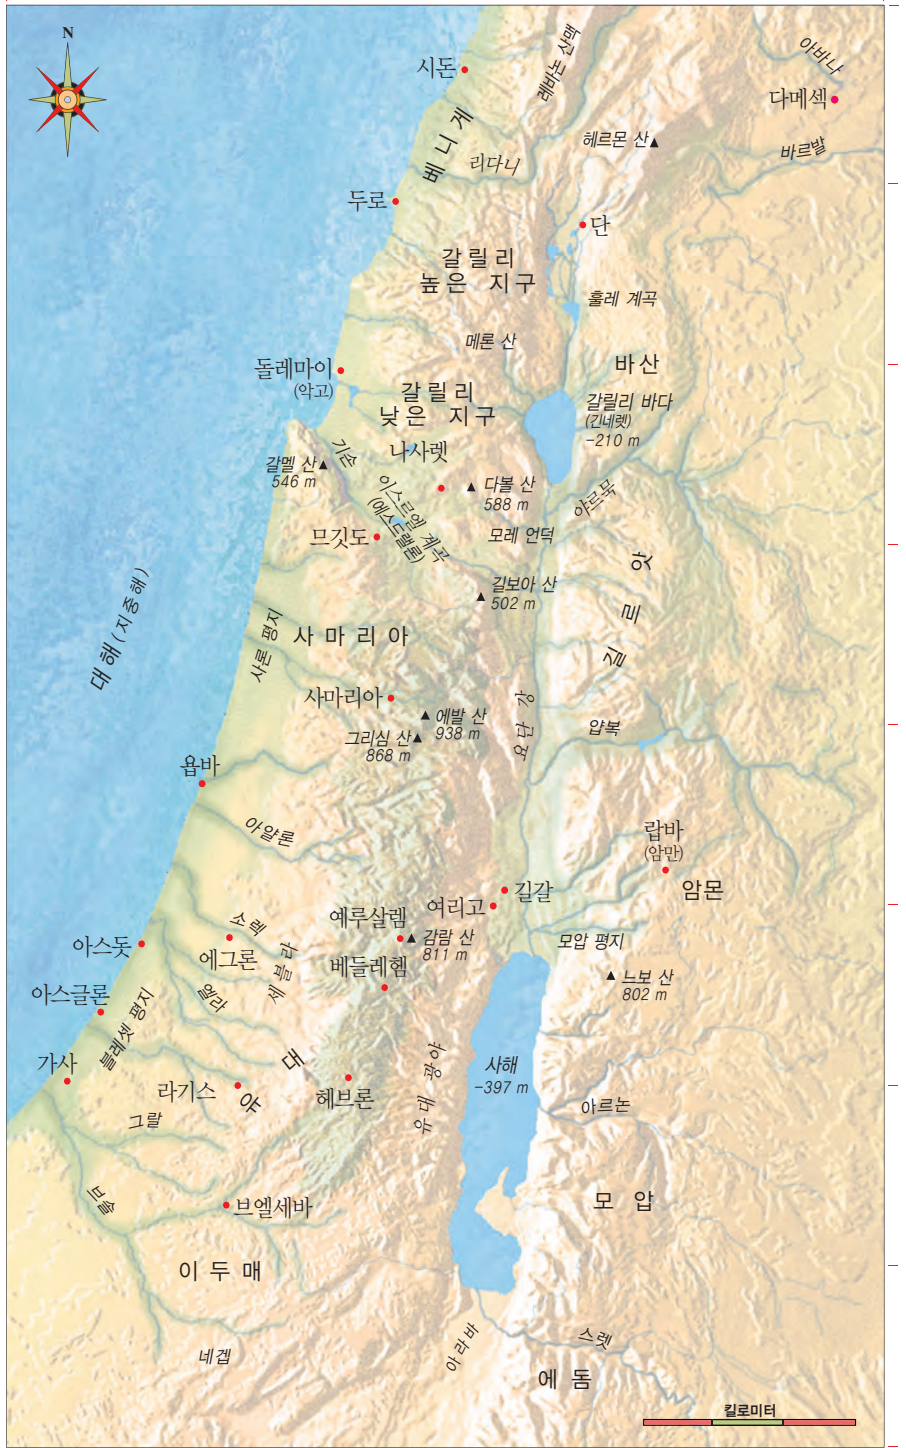 N
시돈
레바논 산맥
아바나
다메섹
베니게
리다니
헤르몬 산
바르발
두로
단
갈릴리
높은 지구
훌레 계곡
메론 산
바산
돌레마이
(악고)
갈릴리
낮은 지구
갈릴리 바다
(긴네렛)
-210 m
기손
나사렛
갈멜 산
546 m
다볼 산
588 m
이스르엘 계곡
(에스드랠론)
야르묵
므깃도
모레 언덕
길르앗
길보아 산
502 m
대해(지중해)
사론 평지
사마리아
사마리아
에발 산
938 m
그리심 산
868 m
요단 강
얍복
욥바
아얄론
랍바
(암만)
암몬
길갈
여리고
예루살렘
감람 산
811 m
모압 평지
소렉
에그론
아스돗
세블라
베들레헴
느보 산
802 m
엘라
아스글론
블레셋 평지
가사
사해
-397 m
라기스
유대
헤브론
유대 광야
아르논
그랄
브솔
브엘세바
모압
이두매
네겝
아라바
스렛
에돔
킬로미터